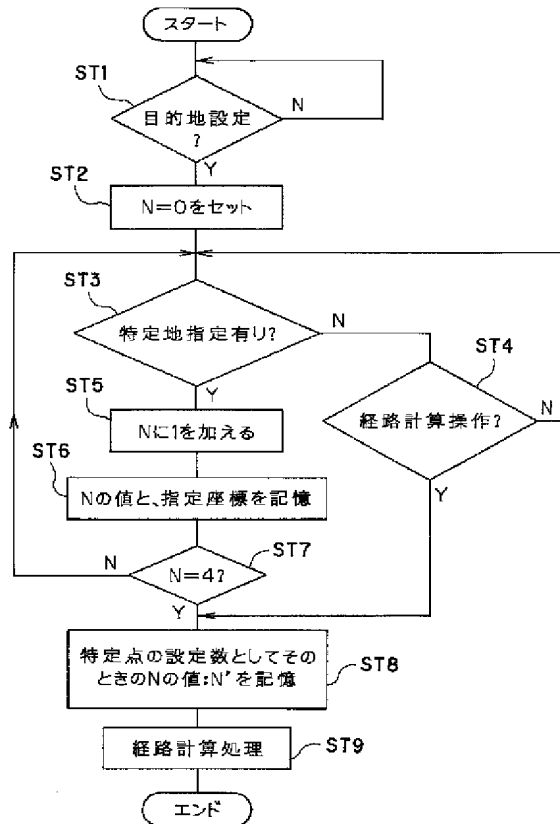 スタート
ST1
目的地設定
?
N
Y
ST2
N=0をセット
ST3
特定地指定有り?
N
Y
ST4
経路計算操作?
N
Y
ST5
Nに1を加える
ST6
Nの値と、指定座標を記憶
ST7
N=4?
N
Y
特定点の設定数としてその
ときのNの値:N'を記憶
ST8
経路計算処理
ST9
エンド